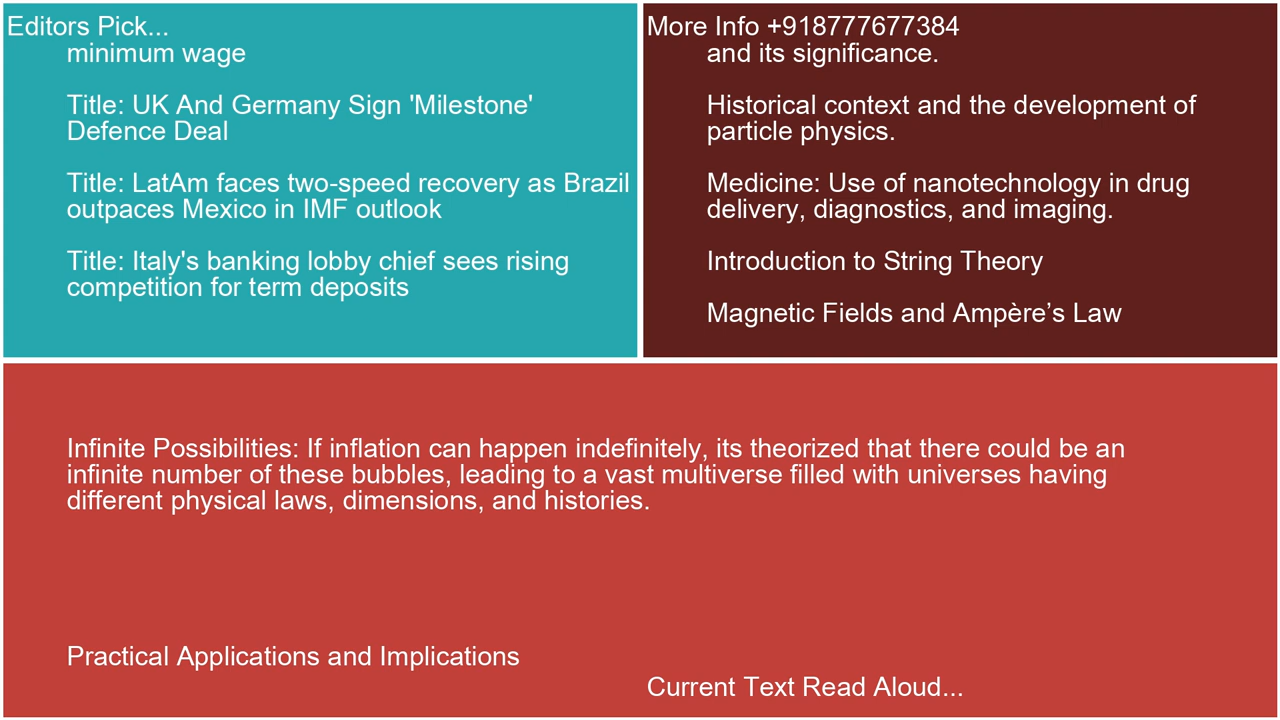 Editors Pick...
minimum wage
Title: UK And Germany Sign 'Milestone'
Defence Deal
Title: LatAm faces two-speed recovery as Brazil
outpaces Mexico in IMF outlook
Title: Italy's banking lobby chief sees rising
competition for term deposits
More Info +918777677384
and its significance.
Historical context and the development of
particle physics.
Medicine: Use of nanotechnology in drug
delivery, diagnostics, and imaging.
Introduction to String Theory
Magnetic Fields and Ampère’s Law
Infinite Possibilities: If inflation can happen indefinitely, its theorized that there could be an
infinite number of these bubbles, leading to a vast multiverse filled with universes having
different physical laws, dimensions, and histories.
Practical Applications and Implications
Current Text Read Aloud...